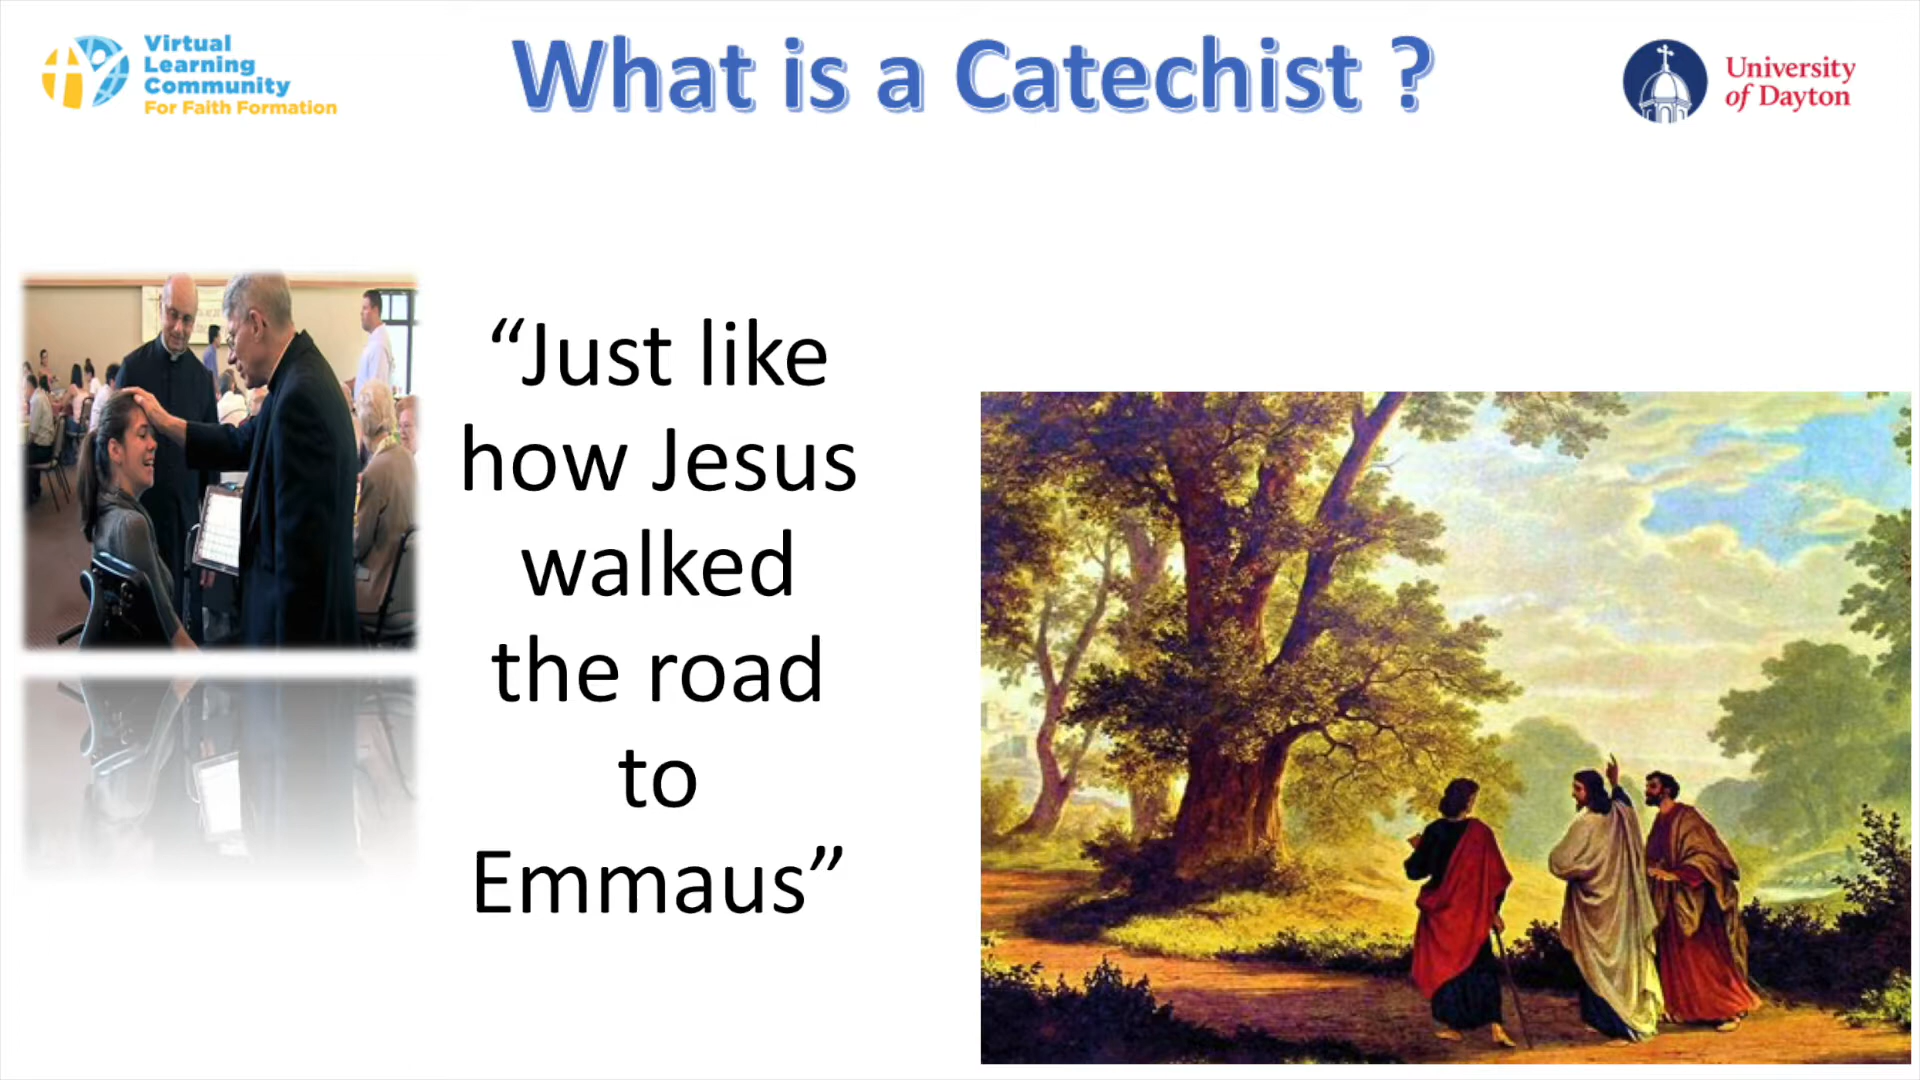 Virtual
Learning
Community
For Faith Formation
What is a Catechist ?
University
of Dayton
“Just like
how Jesus
walked
the road
to
Emmaus”